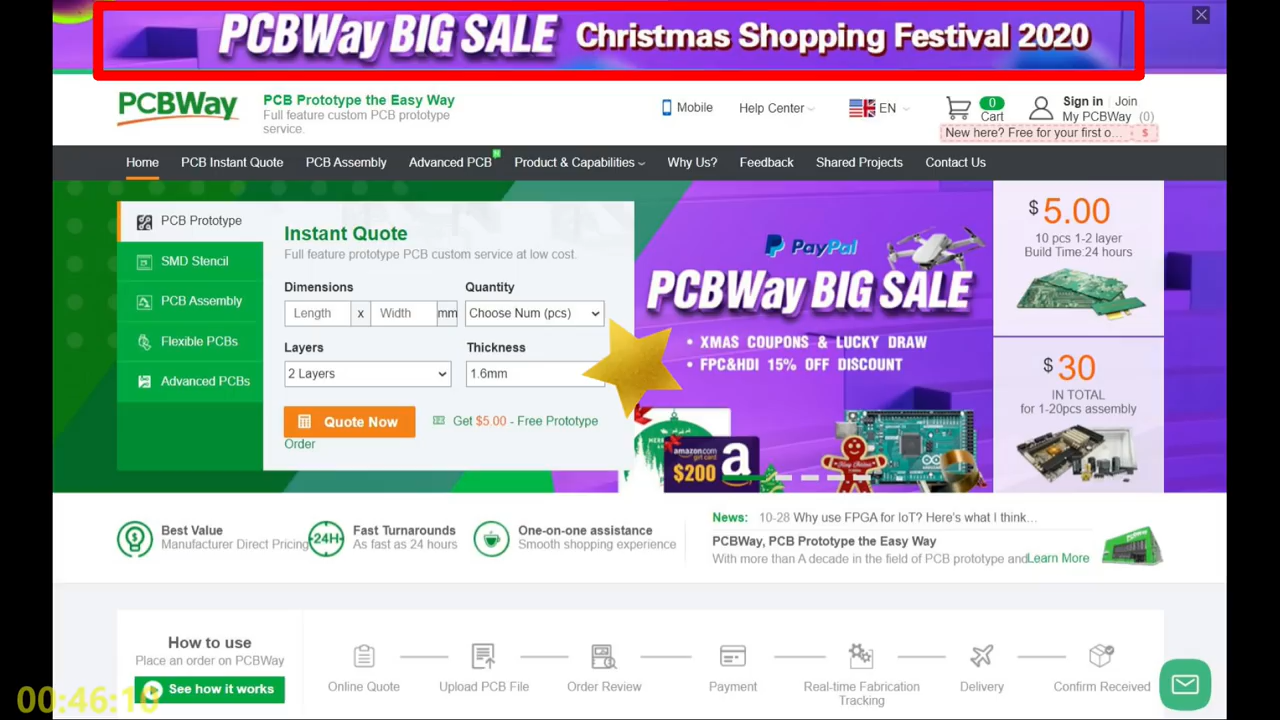 PCBWay BIG SALE Christmas Shopping Festival 2020
PCBWay
PCB Prototype the Easy Way
Full feature custom PCB prototype
service.
Mobile
Help Center
EN
0
Cart
Sign in Join
My PCBWay (0)
New here? Free for your first o... $
Home PCB Instant Quote PCB Assembly Advanced PCB N Product & Capabilities Why Us? Feedback Shared Projects Contact Us
PCB Prototype
SMD Stencil
PCB Assembly
Flexible PCBs
Advanced PCBs
Instant Quote
Full feature prototype PCB custom service at low cost.
Dimensions Quantity
Length x Width mm Choose Num (pcs)
Layers Thickness
2 Layers 1.6mm
Quote Now Get $5.00 - Free Prototype
Order
PayPal
PCBWay BIG SALE
• XMAS COUPONS & LUCKY DRAW
• FPC&HDI 15% OFF DISCOUNT
amazon.com
gift card
$200
a
$5.00
10 pcs 1-2 layer
Build Time:24 hours
$30
IN TOTAL
for 1-20pcs assembly
Best Value
Manufacturer Direct Pricing
24H
Fast Turnarounds
As fast as 24 hours
One-on-one assistance
Smooth shopping experience
News: 10-28 Why use FPGA for IoT? Here's what I think…
PCBWay, PCB Prototype the Easy Way
With more than A decade in the field of PCB prototype and Learn More
How to use
Place an order on PCBWay
See how it works
Online Quote
Upload PCB File
Order Review
Payment
Real-time Fabrication
Tracking
Delivery
Confirm Received
00:46:10